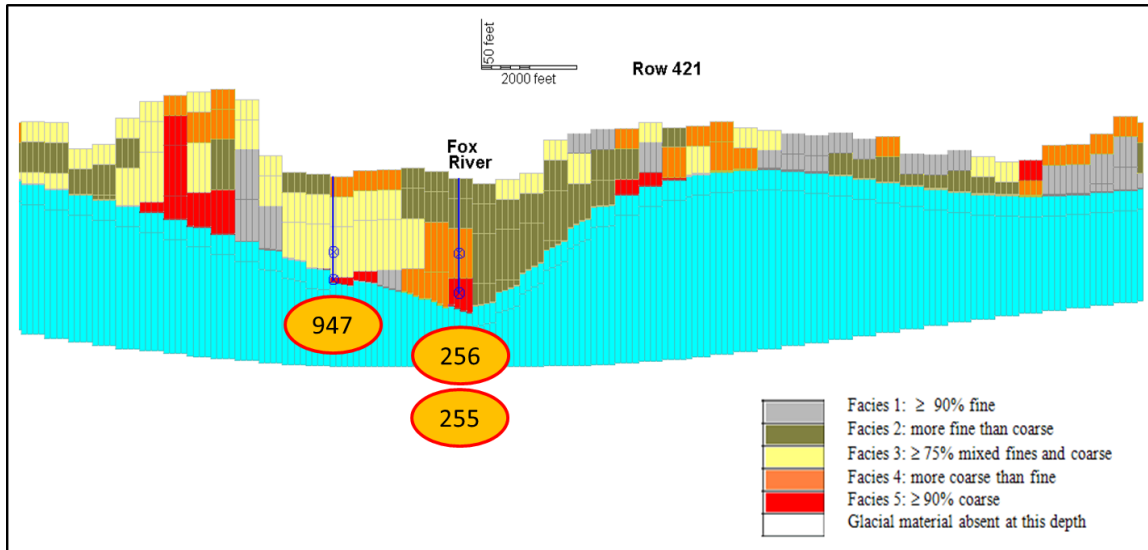 50 feet
2000 feet
Row 421
Fox
River
947
256
255
Facies 1: ≥ 90% fine
Facies 2: more fine than coarse
Facies 3: ≥75% mixed fines and coarse
Facies 4: more coarse than fine
Facies 5: ≥90% coarse
Glacial material absent at this depth